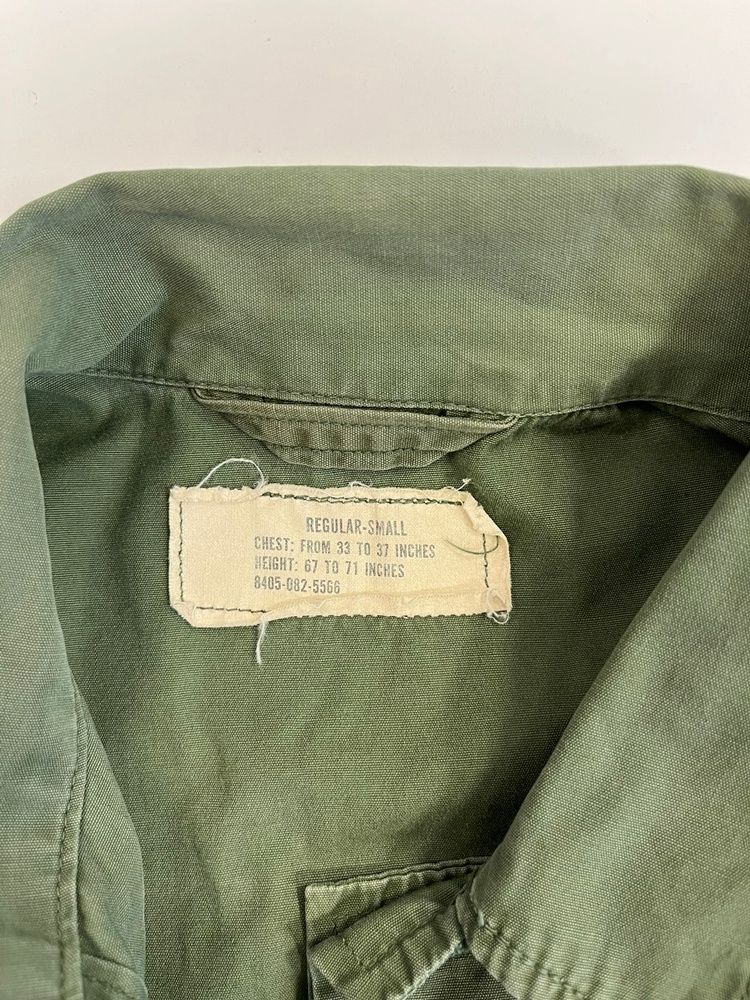 REGULAR-SMALL
CHEST: FROM 33 TO 37 INCHES
HEIGHT: 67 TO 71 INCHES
8405-082-5566